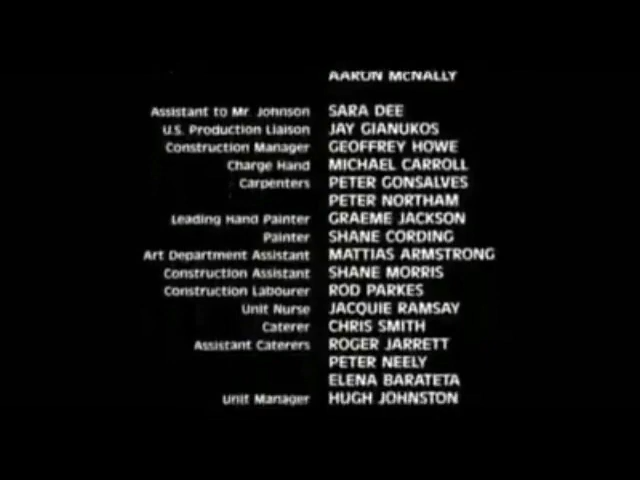 AARON MCNALLY
Assistant to Mr. Johnson SARA DEE
U.S. Production Liaison JAY GIANUKOS
Construction Manager GEOFFREY HOWE
Charge Hand MICHAEL CARROLL
Carpenters PETER GONSALVES
PETER NORTHAM
Leading Hand Painter GRAEME JACKSON
Painter SHANE CORDING
Art Department Assistant MATTIAS ARMSTRONG
Construction Assistant SHANE MORRIS
Construction Labourer ROD PARKES
Unit Nurse JACQUIE RAMSAY
Caterer CHRIS SMITH
Assistant Caterers ROGER JARRETT
PETER NEELY
ELENA BARATETA
Unit Manager HUGH JOHNSTON